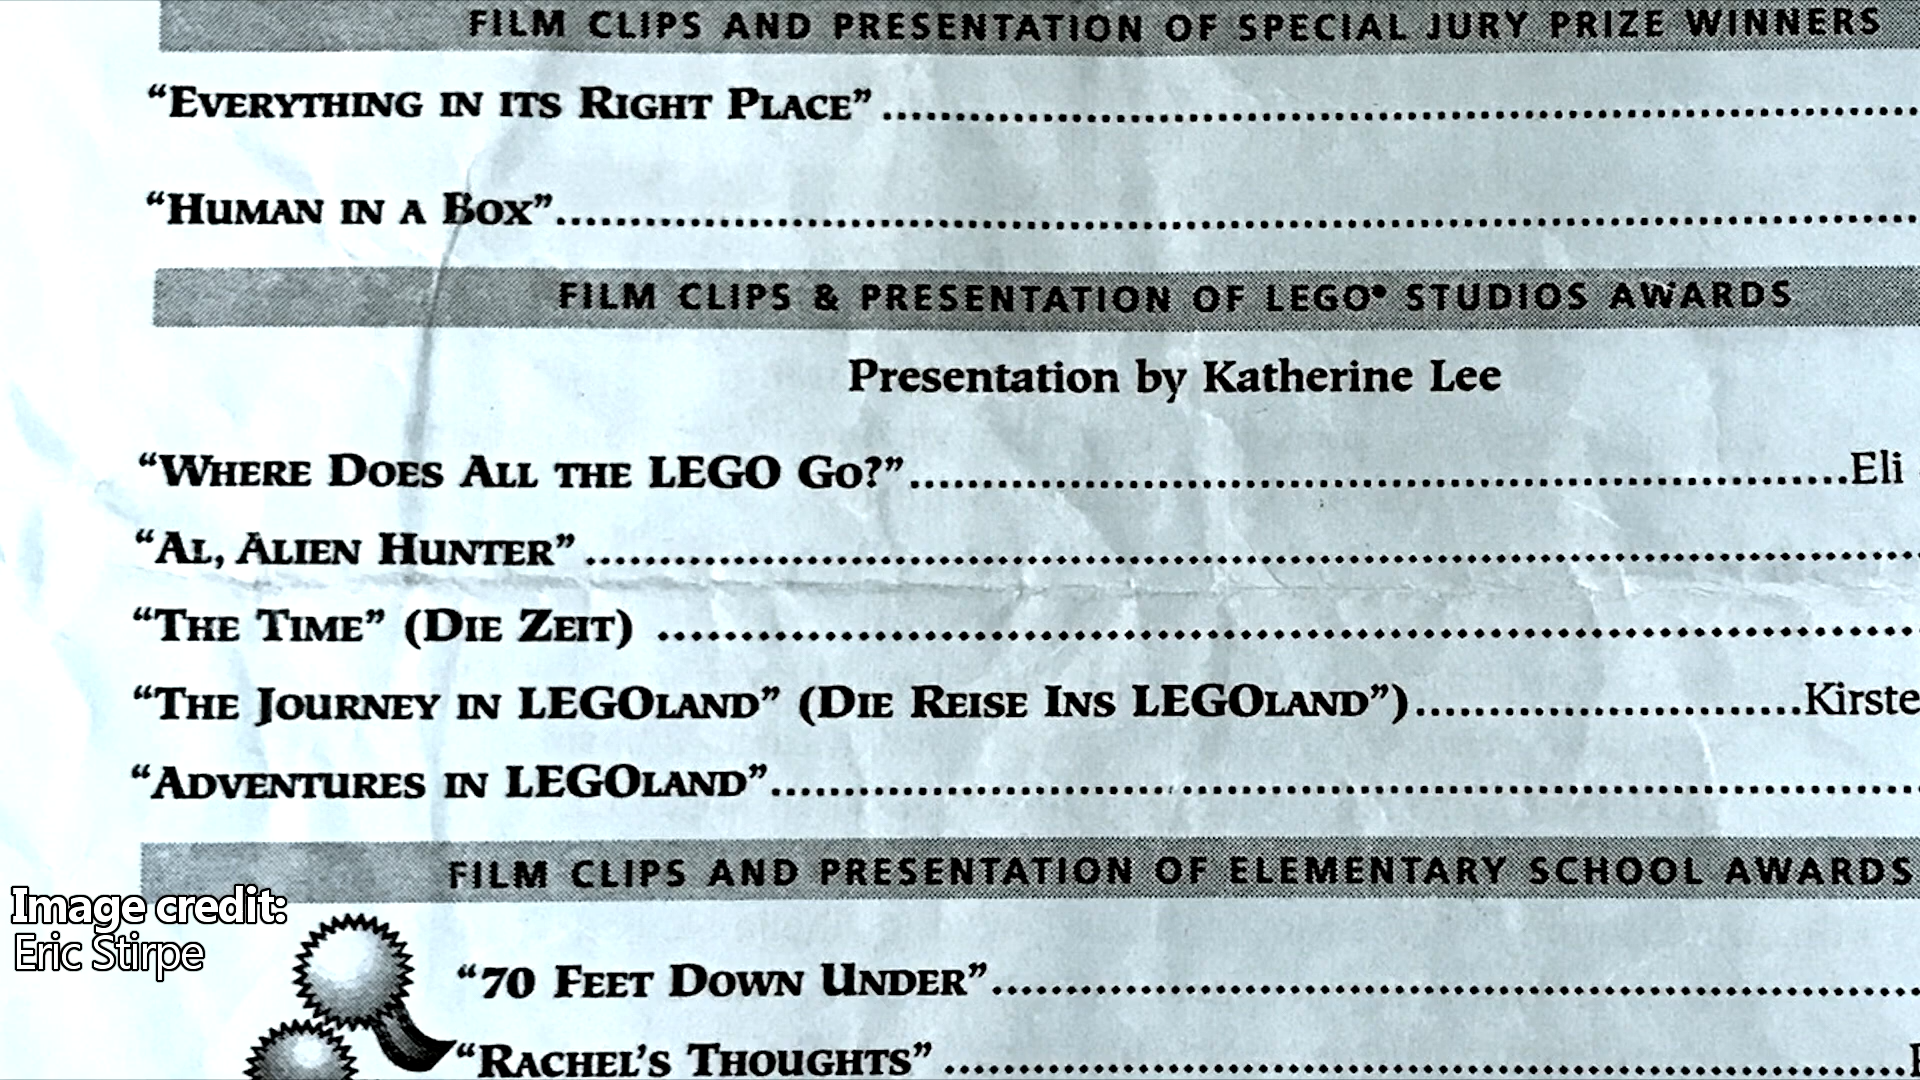 FILM CLIPS AND PRESENTATION OF SPECIAL JURY PRIZE WINNERS
“EVERYTHING IN ITS RIGHT PLACE”
“HUMAN IN A BOX”
FILM CLIPS & PRESENTATION OF LEGO® STUDIOS AWARDS
Presentation by Katherine Lee
“WHERE DOES ALL THE LEGO GO?” Eli
“AL, ALIEN HUNTER”
“THE TIME” (DIE ZEIT)
“THE JOURNEY IN LEGOLAND” (DIE REISE INS LEGOLAND”) Kirste
“ADVENTURES IN LEGOLAND”
FILM CLIPS AND PRESENTATION OF ELEMENTARY SCHOOL AWARDS
Image credit:
Eric Stirpe
“70 FEET DOWN UNDER”
“RACHEL’S THOUGHTS”